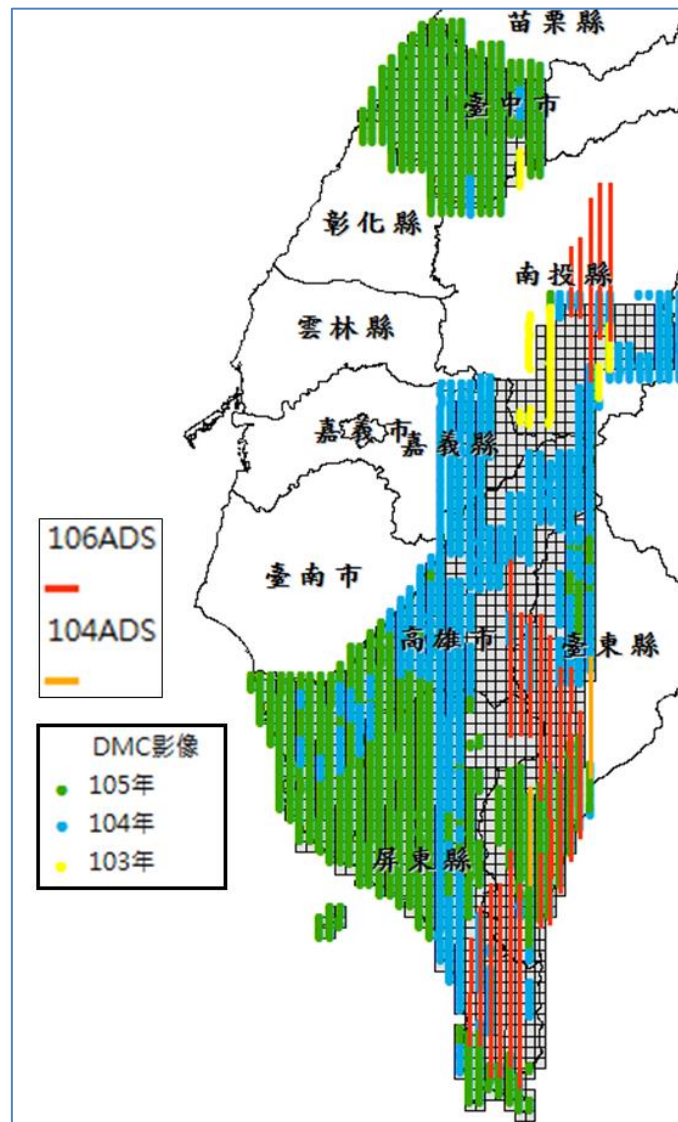 苗栗縣
臺中市
彰化縣
南投縣
雲林縣
嘉義市
嘉義縣
臺南市
高雄市
臺東縣
屏東縣
106ADS
104ADS
DMC影像
105年
104年
103年